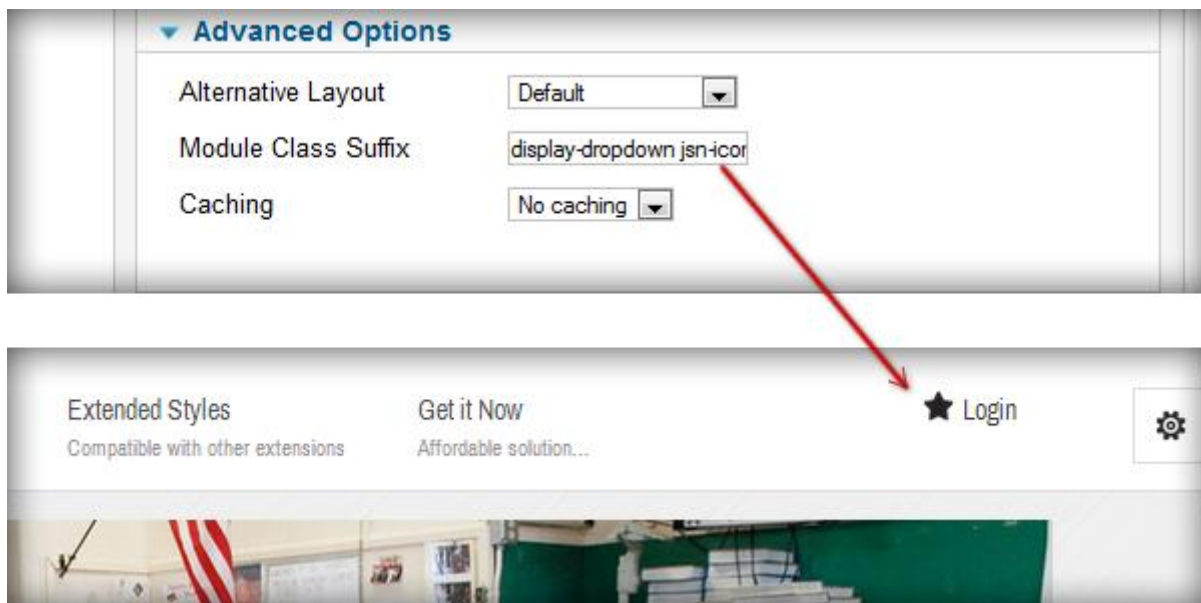 Advanced Options
Alternative Layout Default
Module Class Suffix display-dropdown jsn-icon
Caching No caching
Extended Styles Get it Now Login
Compatible with other extensions Affordable solution...